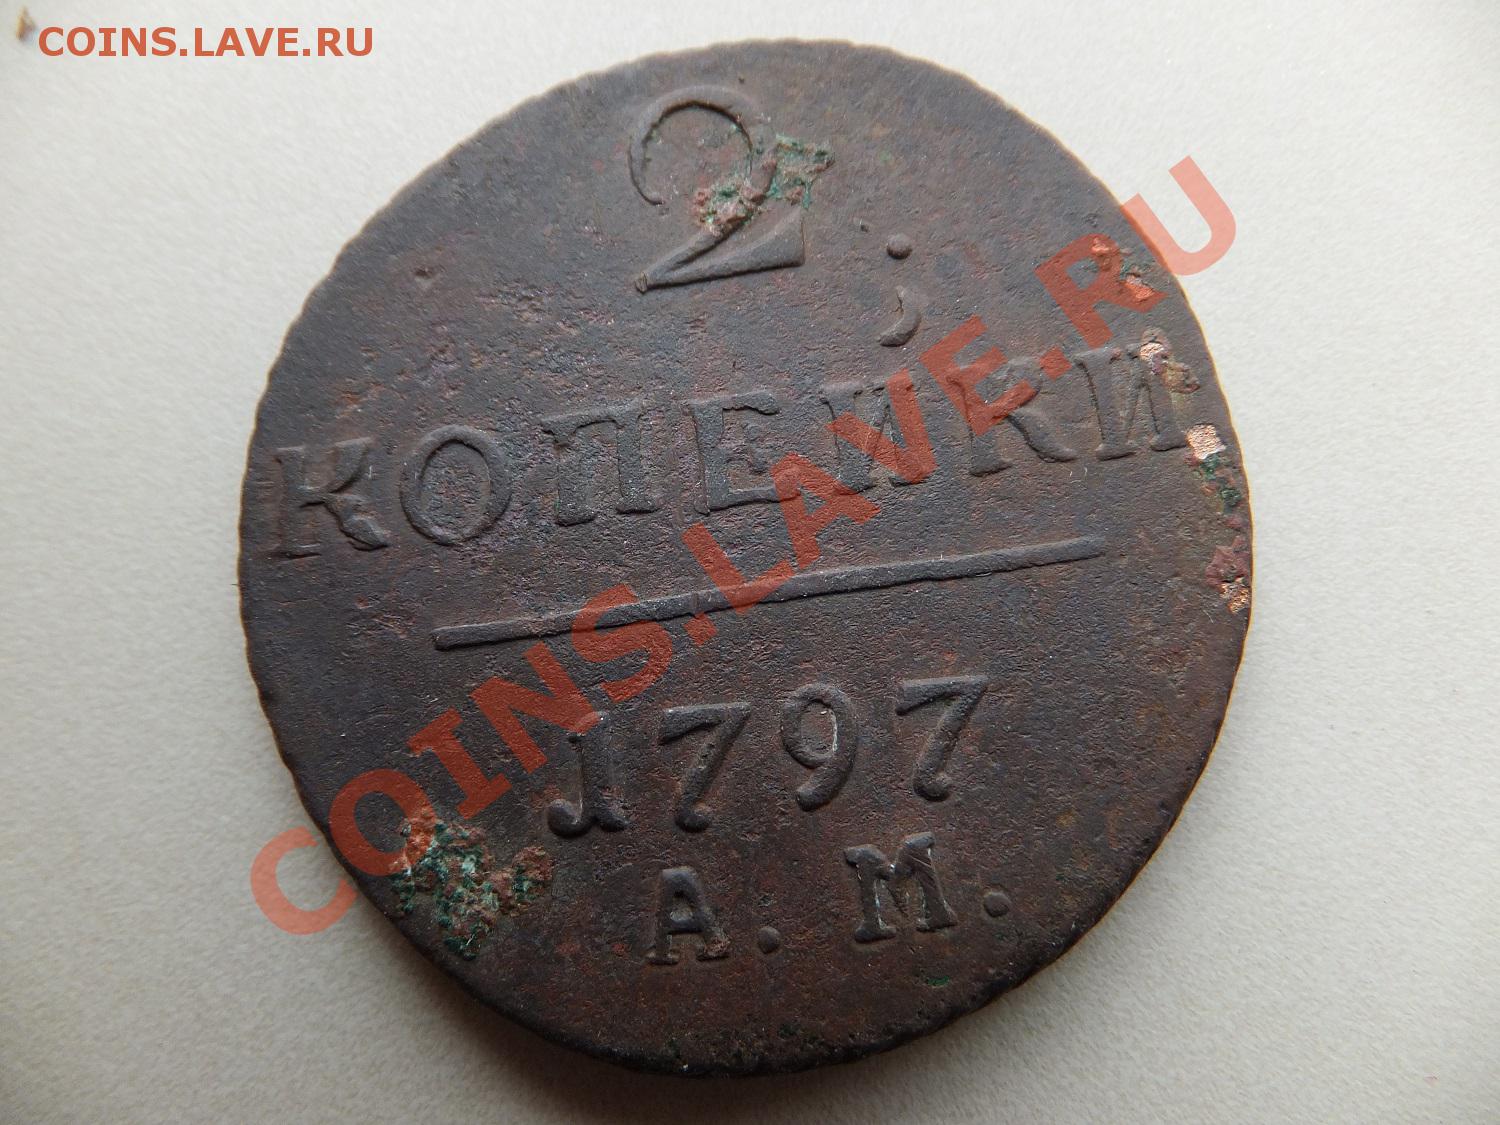 COINS.LAVE.RU
2
КОПЕЙКИ
1797
А. М.
COINS.LAVE.RU